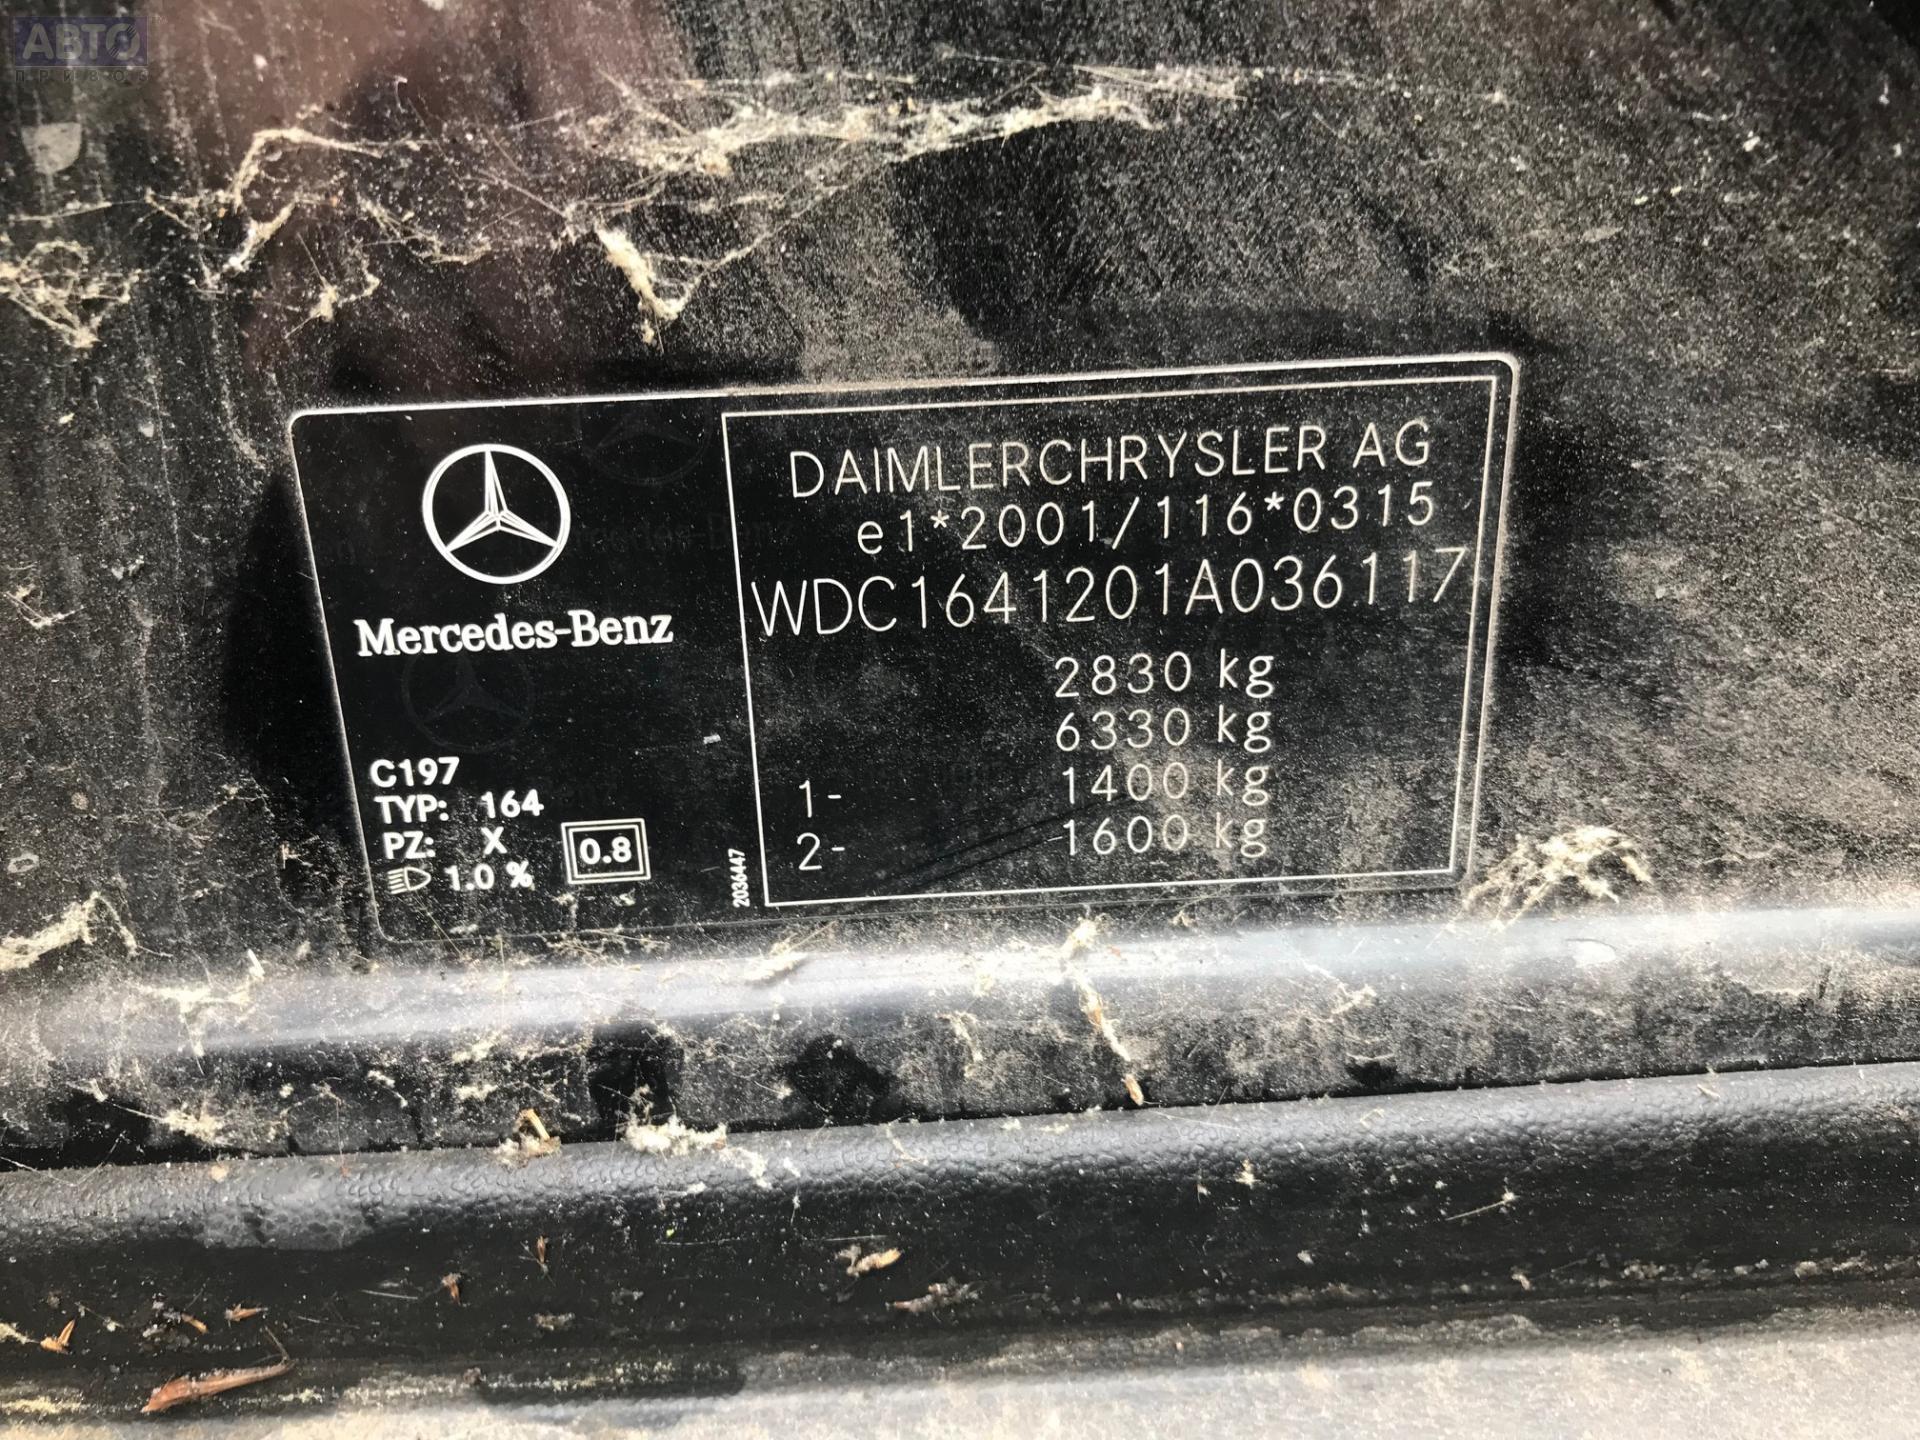 АВТО
ПРИВОЗ
Mercedes-Benz
C197
TYP: 164
PZ: X
1.0 %
0.8
2036447
DAIMLERCHRYSLER AG
e1*2001/116*0315
WDC1641201A036117
2830 kg
6330 kg
1- 1400 kg
2- 1600 kg